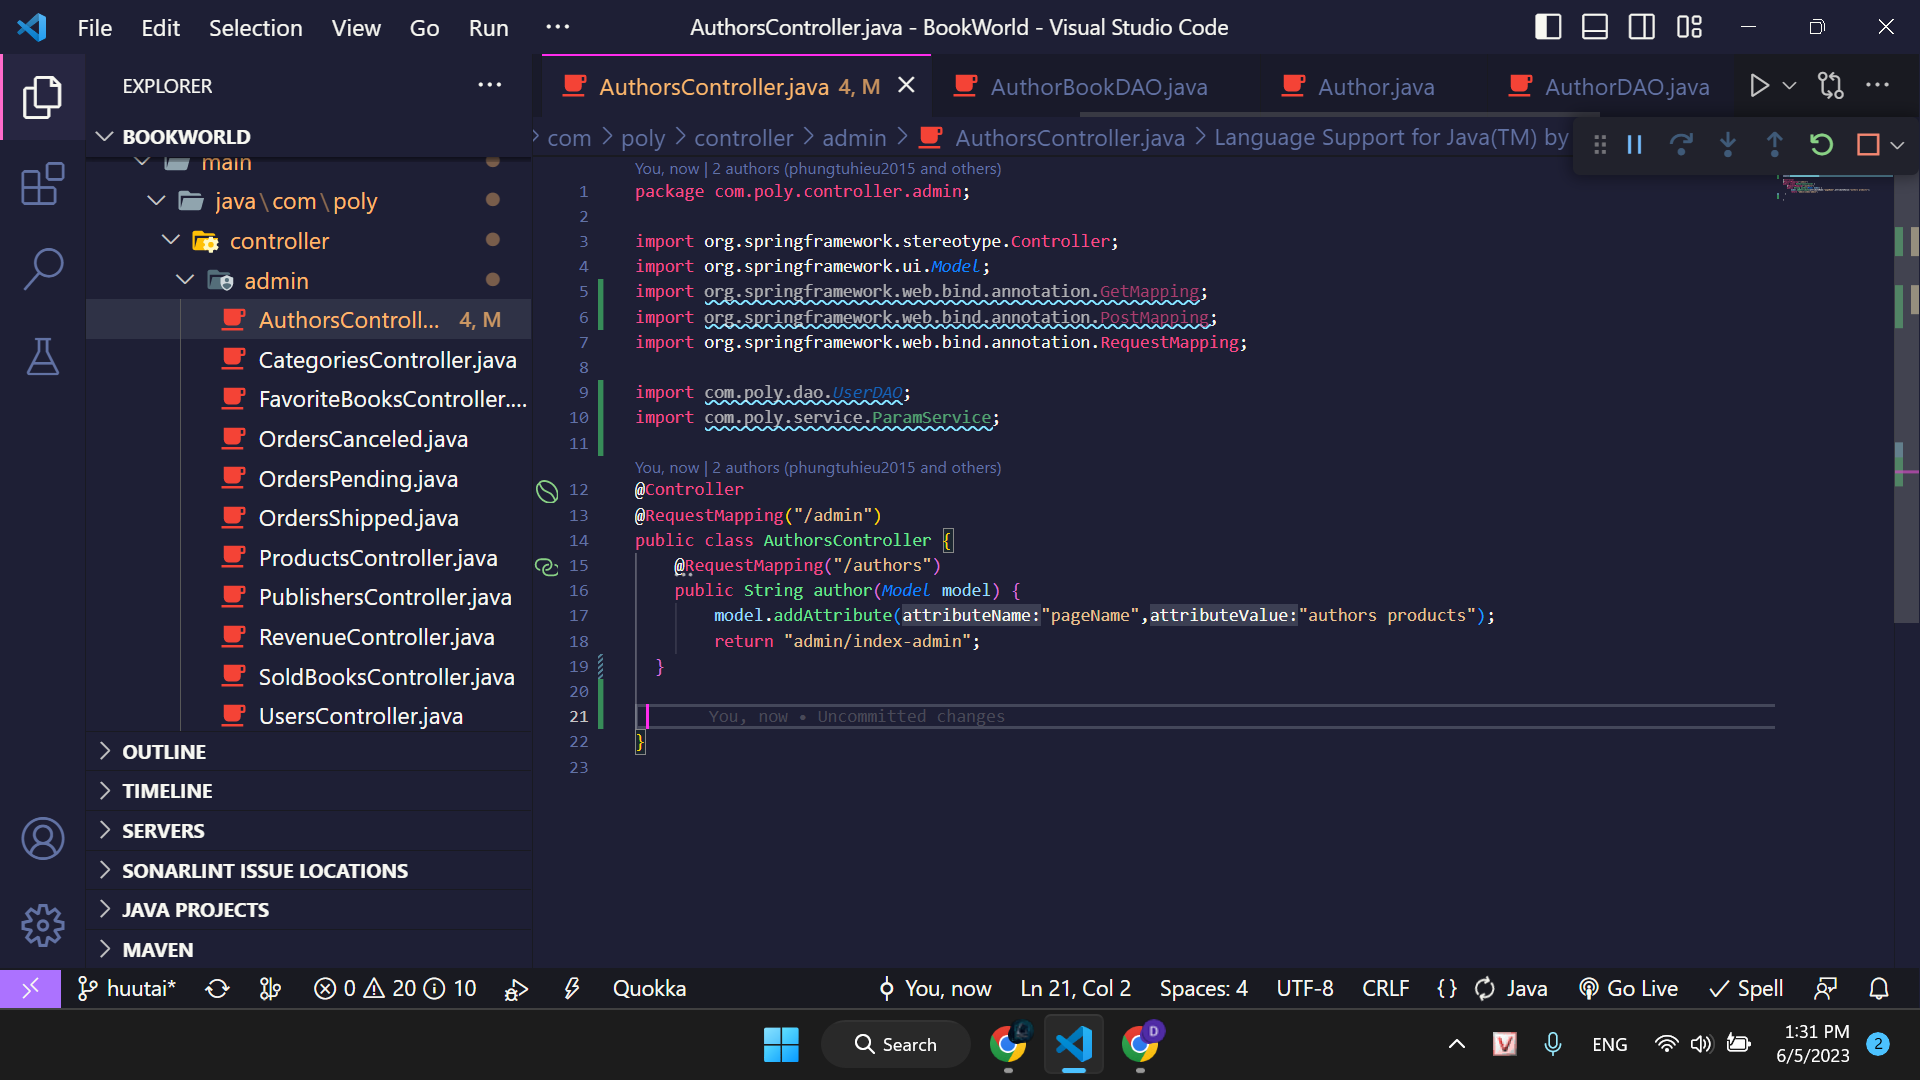 File Edit Selection View Go Run ··· AuthorsController.java - BookWorld - Visual Studio Code
EXPLORER ···
AuthorsController.java 4, M AuthorBookDAO.java Author.java AuthorDAO.java ···
BOOKWORLD
com > poly > controller > admin > AuthorsController.java > Language Support for Java(TM) by
main
java\com\poly
controller
admin
AuthorsControll... 4, M
CategoriesController.java
FavoriteBooksController....
OrdersCanceled.java
OrdersPending.java
OrdersShipped.java
ProductsController.java
PublishersController.java
RevenueController.java
SoldBooksController.java
UsersController.java
OUTLINE
TIMELINE
SERVERS
SONARLINT ISSUE LOCATIONS
JAVA PROJECTS
MAVEN
You, now | 2 authors (phungtuhieu2015 and others)
1 package com.poly.controller.admin;
2
3 import org.springframework.stereotype.Controller;
4 import org.springframework.ui.Model;
5 import org.springframework.web.bind.annotation.GetMapping;
6 import org.springframework.web.bind.annotation.PostMapping;
7 import org.springframework.web.bind.annotation.RequestMapping;
8
9 import com.poly.dao.UserDAO;
10 import com.poly.service.ParamService;
11
You, now | 2 authors (phungtuhieu2015 and others)
12 @Controller
13 @RequestMapping("/admin")
14 public class AuthorsController {
15 @RequestMapping("/authors")
16 public String author(Model model) {
17 model.addAttribute(attributeName:"pageName",attributeValue:"authors products");
18 return "admin/index-admin";
19 }
20
21 You, now • Uncommitted changes
22 }
23
huutai* 0 20 10 Quokka You, now Ln 21, Col 2 Spaces: 4 UTF-8 CRLF {} Java Go Live Spell
Search D V ENG 1:31 PM 2
6/5/2023